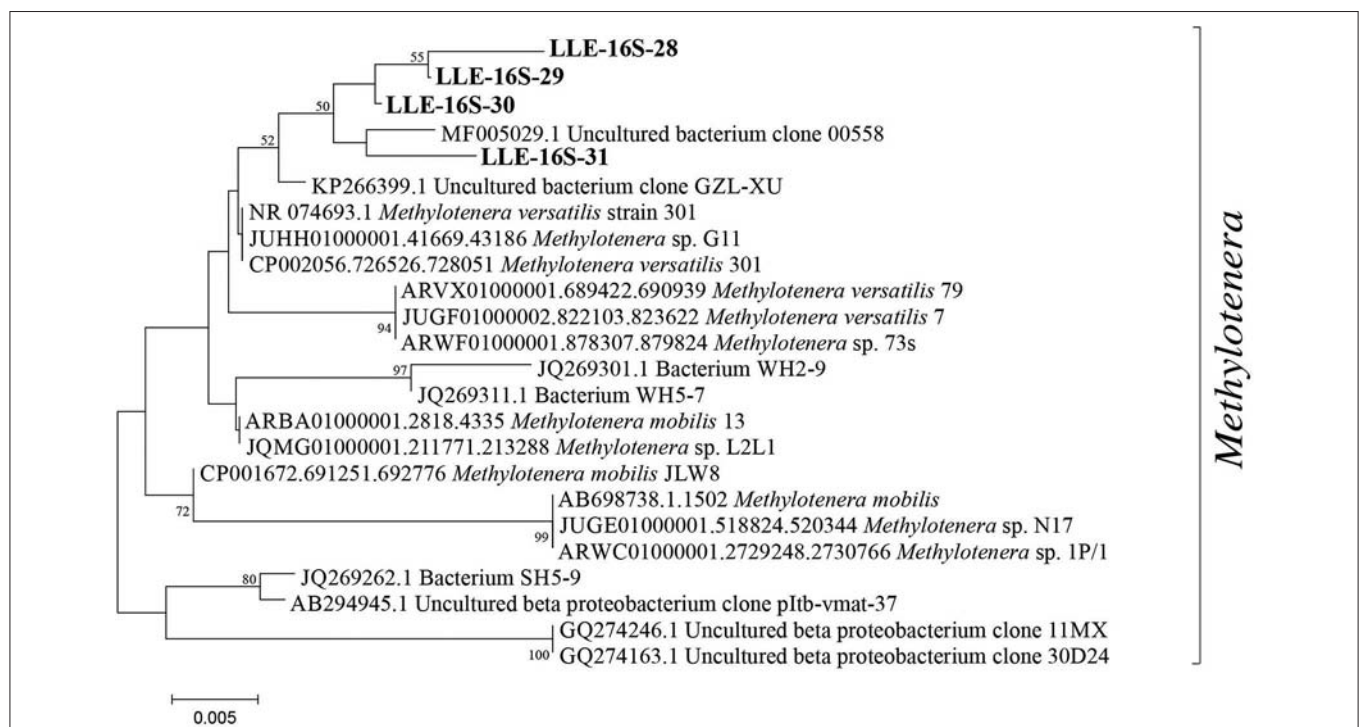 55
LLE-16S-28
LLE-16S-29
50
LLE-16S-30
52
MF005029.1 Uncultured bacterium clone 00558
LLE-16S-31
KP266399.1 Uncultured bacterium clone GZL-XU
NR 074693.1 Methylotenera versatilis strain 301
JUHH01000001.41669.43186 Methylotenera sp. G11
CP002056.726526.728051 Methylotenera versatilis 301
ARVX01000001.689422.690939 Methylotenera versatilis 79
JUGF01000002.822103.823622 Methylotenera versatilis 7
94
ARWF01000001.878307.879824 Methylotenera sp. 73s
97
JQ269301.1 Bacterium WH2-9
JQ269311.1 Bacterium WH5-7
ARBA01000001.2818.4335 Methylotenera mobilis 13
JQMG01000001.211771.213288 Methylotenera sp. L2L1
CP001672.691251.692776 Methylotenera mobilis JLW8
72
AB698738.1.1502 Methylotenera mobilis
JUGE01000001.518824.520344 Methylotenera sp. N17
99
ARWC01000001.2729248.2730766 Methylotenera sp. 1P/1
80
JQ269262.1 Bacterium SH5-9
AB294945.1 Uncultured beta proteobacterium clone pItb-vmat-37
GQ274246.1 Uncultured beta proteobacterium clone 11MX
100
GQ274163.1 Uncultured beta proteobacterium clone 30D24
Methylotenera
0.005